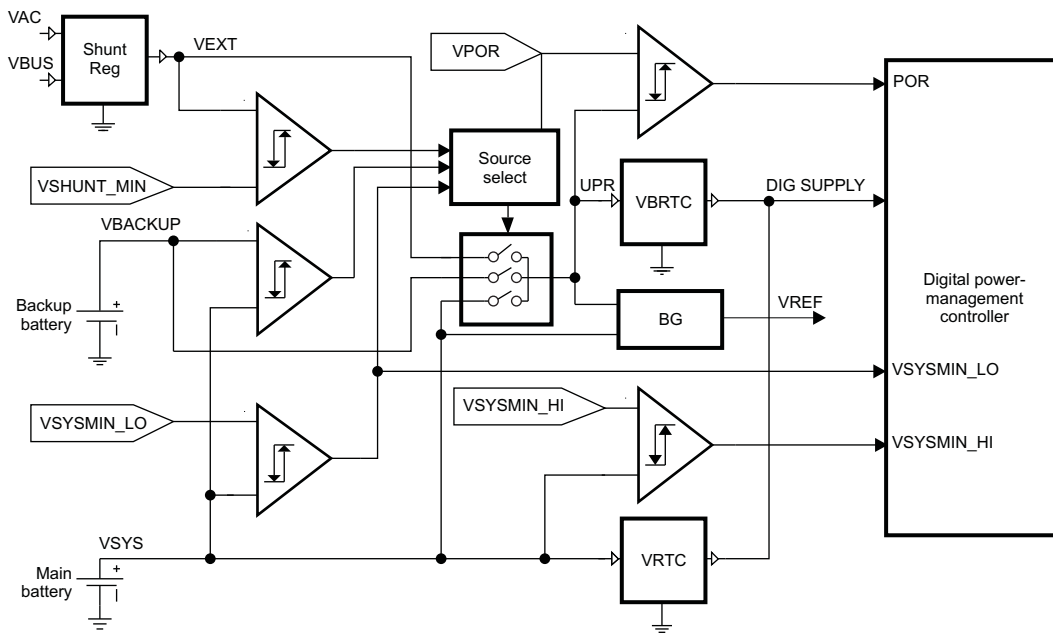 VAC
VBUS
Shunt
Reg
VEXT
VPOR
POR
VSHUNT_MIN
Source
select
UPR
VBRTC
DIG SUPPLY
VBACKUP
+
Backup
battery
BG
VREF
Digital power-
management
controller
VSYSMIN_LO
VSYSMIN_LO
VSYSMIN_HI
VSYSMIN_HI
VSYS
+
Main
battery
VRTC